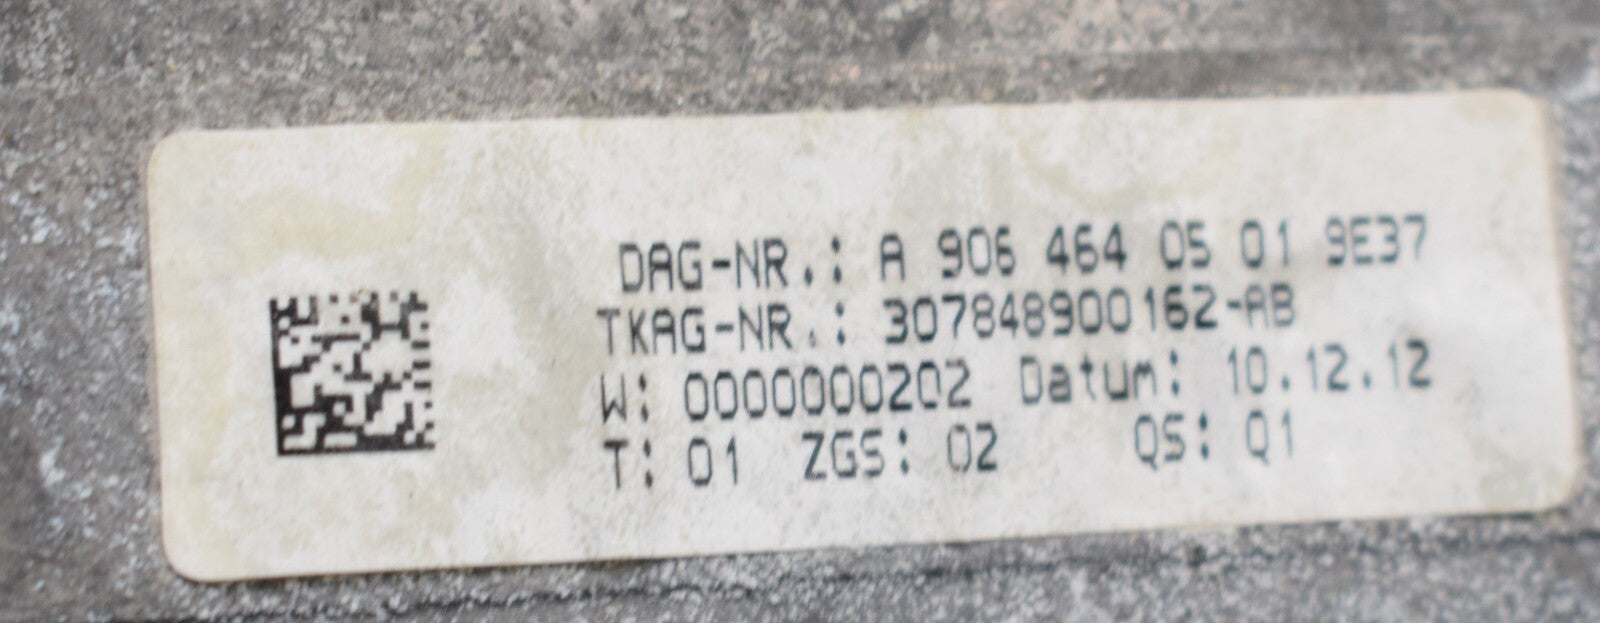 DAG-NR.: A 906 464 05 01 9E37
TKAG-NR.: 307848900162-AB
W: 0000000202 Datum: 10.12.12
T: 01 ZGS: 02 QS: Q1